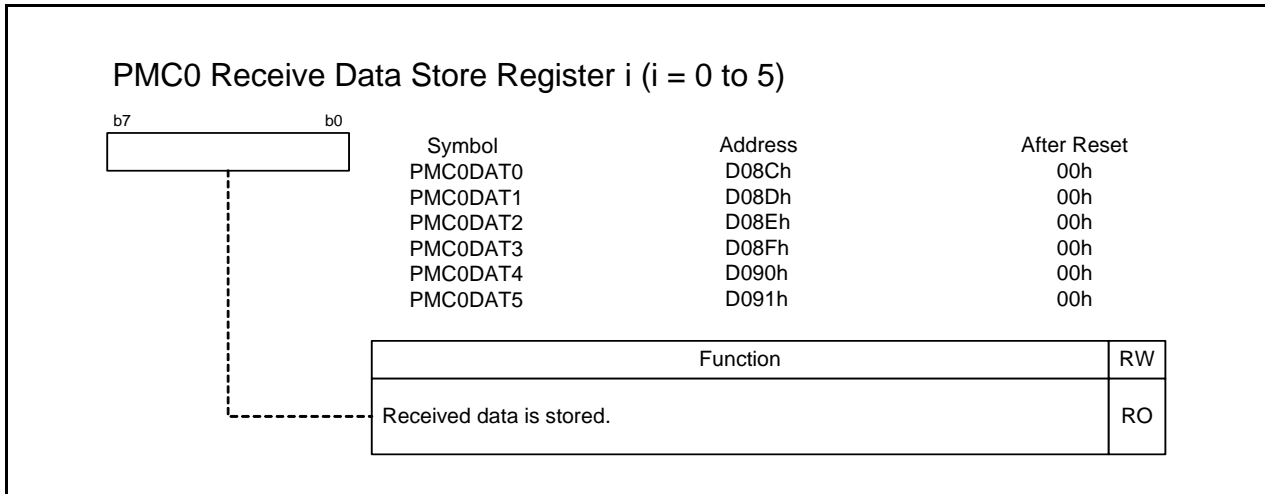 PMC0 Receive Data Store Register i (i = 0 to 5)
b7 b0
Symbol Address After Reset
PMC0DAT0 D08Ch 00h
PMC0DAT1 D08Dh 00h
PMC0DAT2 D08Eh 00h
PMC0DAT3 D08Fh 00h
PMC0DAT4 D090h 00h
PMC0DAT5 D091h 00h
Function RW
Received data is stored. RO